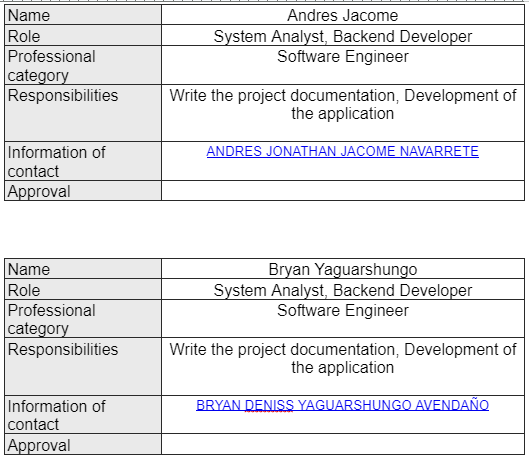 Name Andres Jacome
Role System Analyst, Backend Developer
Professional category Software Engineer
Responsibilities Write the project documentation, Development of
the application
Information of contact ANDRES JONATHAN JACOME NAVARRETE
Approval
Name Bryan Yaguarshungo
Role System Analyst, Backend Developer
Professional category Software Engineer
Responsibilities Write the project documentation, Development of
the application
Information of contact BRYAN DENISS YAGUARSHUNGO AVENDAÑO
Approval